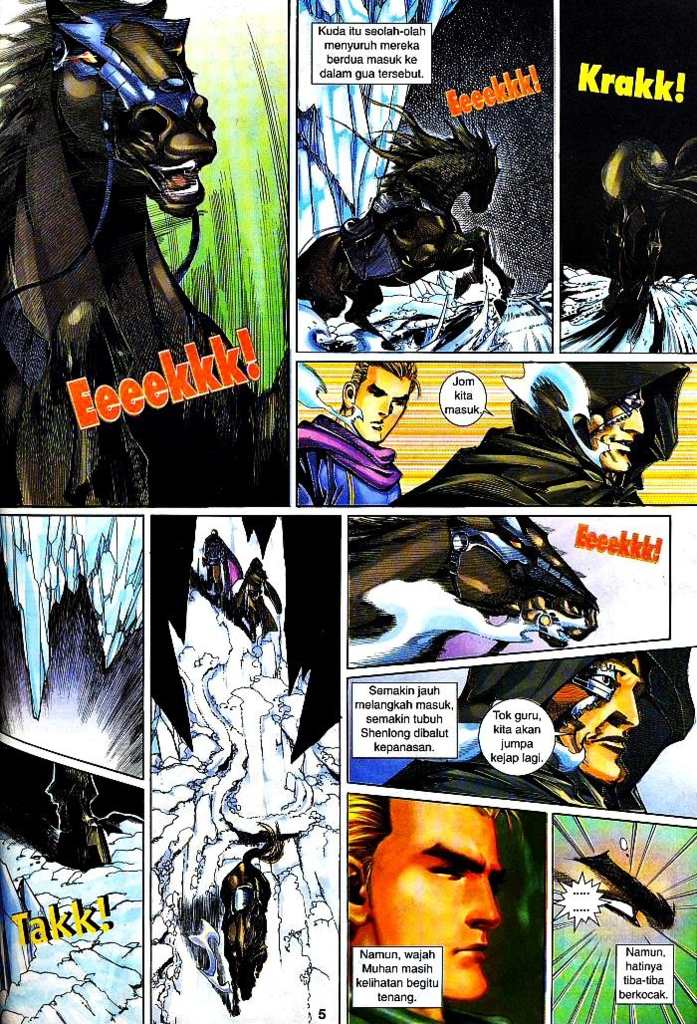 Eeeekkk!
Kuda itu seolah-olah
menyuruh mereka
berdua masuk ke
dalam gua tersebut.
Eeeekkk!
Krakk!
Jom
kita
masuk.
Takk!
Eeeekkk!
Semakin jauh
melangkah masuk,
semakin tubuh
Shenlong dibalut
kepanasan.
Tok guru,
kita akan
jumpa
kejap lagi.
Namun, wajah
Muhan masih
kelihatan begitu
tenang.
.....
.....
Namun,
hatinya
tiba-tiba
berkocak.
5